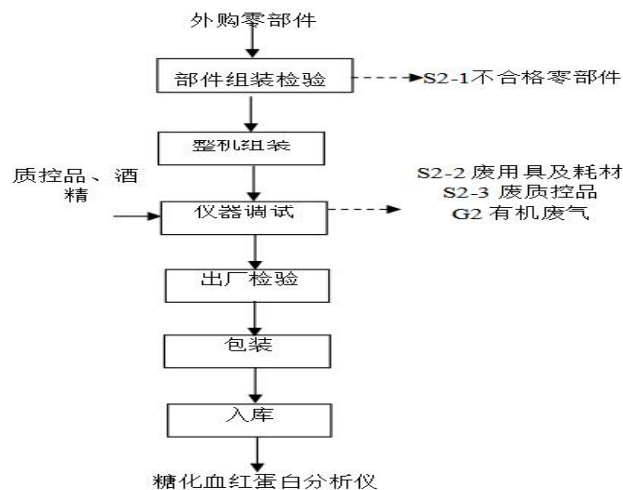 外购零部件
部件组装检验
S2-1不合格零部件
整机组装
质控品、酒
精
S2-2 废用具及耗材
S2-3 废质控品
G2 有机废气
仪器调试
出厂检验
包装
入库
糖化血红蛋白分析仪